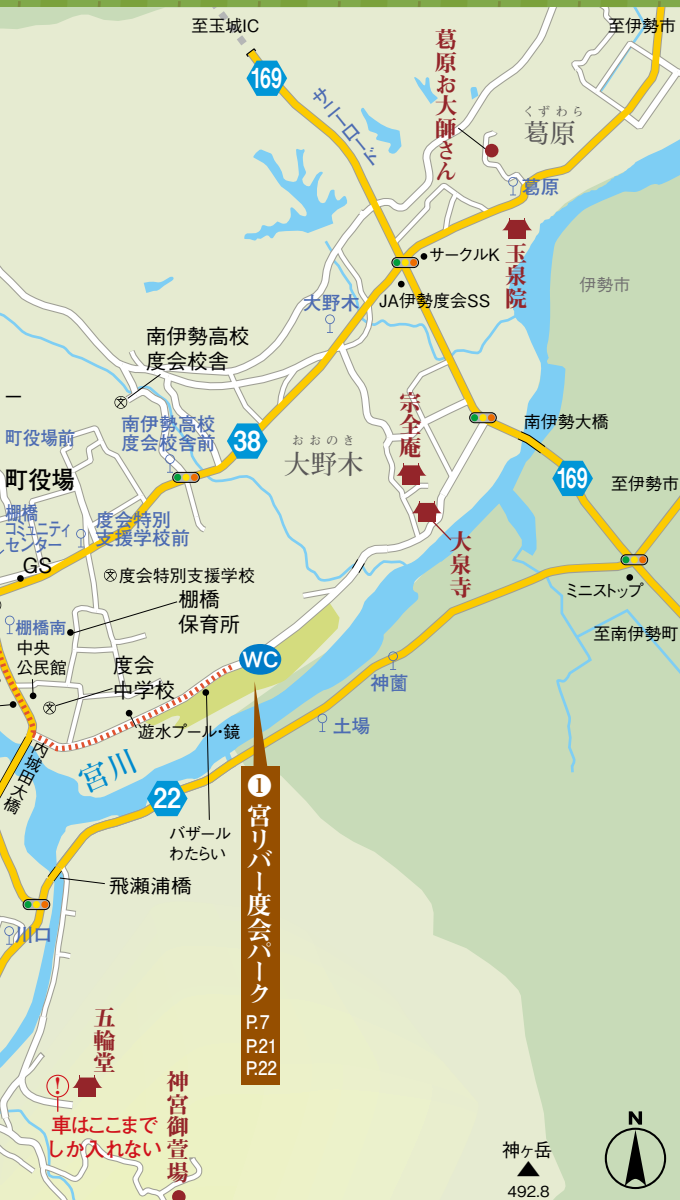 至玉城IC
至伊勢市
169
サニーロード
葛原お大師さん
くずわら
葛原
葛原
玉泉院
サークルK
JA伊勢度会SS
伊勢市
大野木
南伊勢高校
度会校舎
ー
町役場前
町役場
南伊勢高校
度会校舎前
38
おおのき
大野木
宗全庵
南伊勢大橋
169
至伊勢市
棚橋
コミュニティ
センター
度会特別
支援学校前
GS
大泉寺
文度会特別支援学校
ミニストップ
棚橋
保育所
棚橋南
至南伊勢町
中央
公民館
度会
中学校
文
文
WC
神薗
土場
遊水プール・鏡
内城田大橋
宮川
22
バザール
わたらい
1 宮リバー度会パーク
P.7
P.21
P.22
飛瀬浦橋
川口
五輪堂
!
車はここまで
しか入れない
神宮御萱場
神ヶ岳
492.8
N